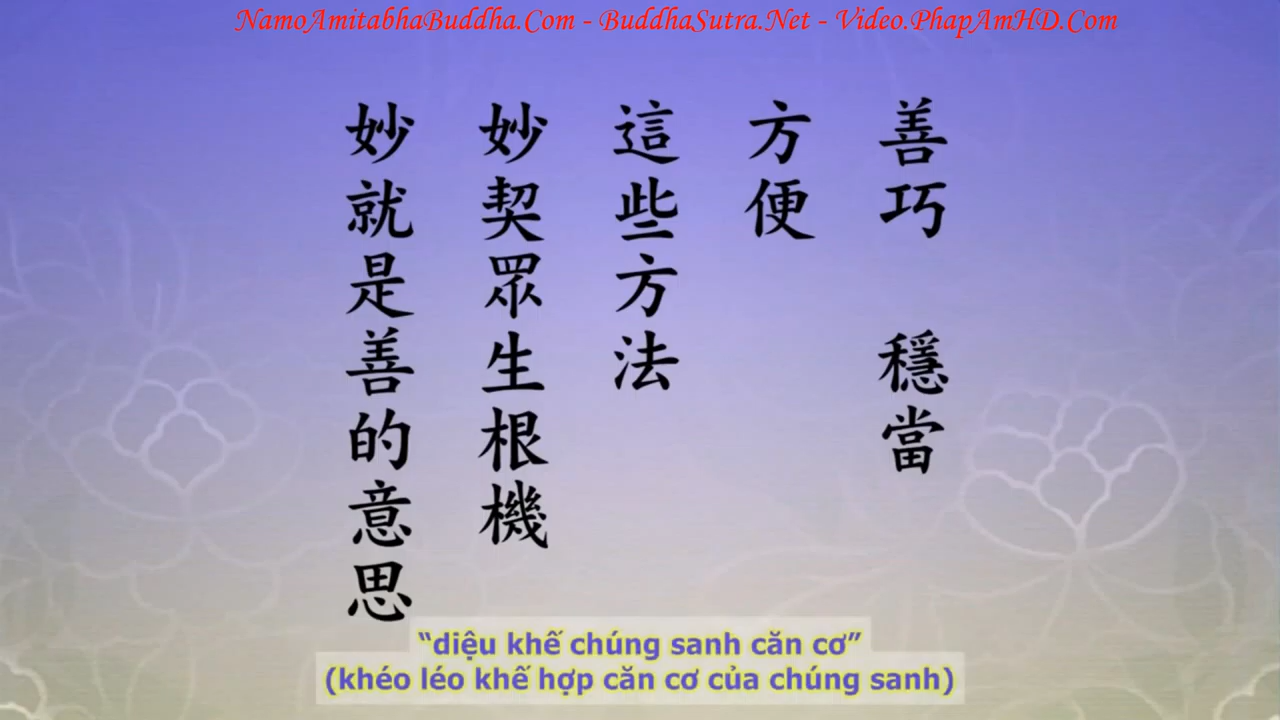 NamoAmitabhaBuddha.Com - BuddhaSutra.Net - Video.PhapAmHD.Com
善巧　穩當
方便
這些方法
妙契眾生根機
妙就是善的意思
“diệu khế chúng sanh căn cơ”
(khéo léo khế hợp căn cơ của chúng sanh)